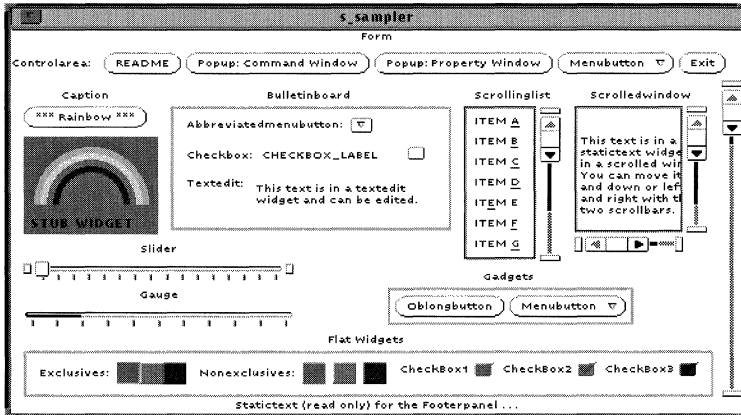 s_sampler
Form
Controlarea: README Popup: Command Window Popup: Property Window Menubutton Exit
Caption
*** Rainbow ***
STUB WIDGET
Bulletinboard
Abbreviatedmenubutton:
Checkbox: CHECKBOX_LABEL
Textedit: This text is in a textedit
widget and can be edited.
Scrollinglist
ITEM A
ITEM B
ITEM C
ITEM D
ITEM E
ITEM F
ITEM G
Scrolledwindow
This text is in a
statictext widge
in a scrolled wir
You can move it
and down or lef
and right with th
two scrollbars.
Slider
Gauge
Gadgets
Oblongbutton Menubutton
Flat Widgets
Exclusives: Nonexclusives: CheckBox1 CheckBox2 CheckBox3
Statictext (read only) for the Footerpanel ...